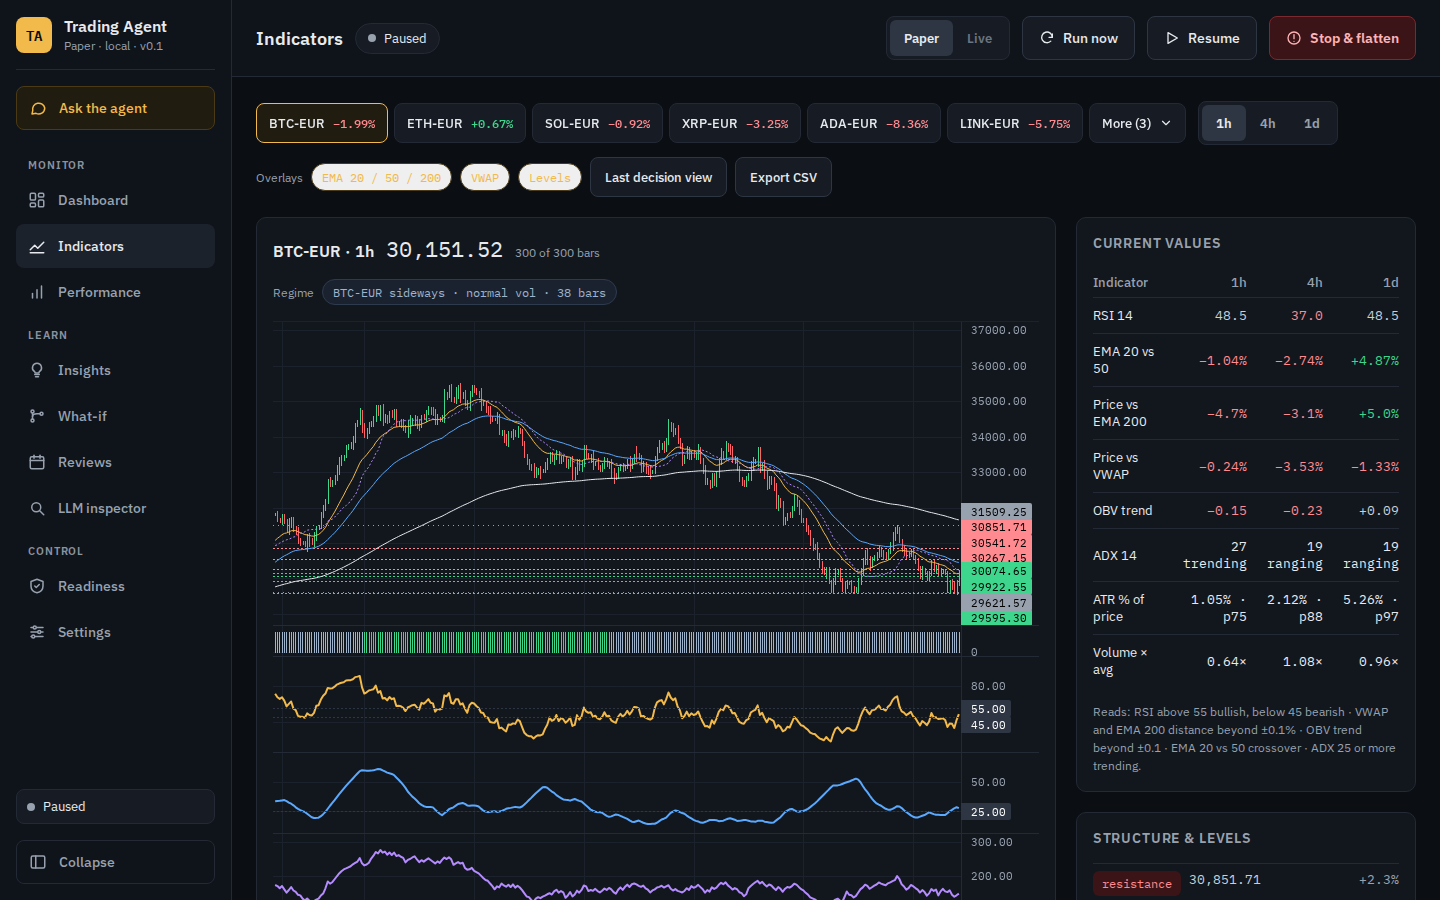 TA
Trading Agent
Paper · local · v0.1
Ask the agent
MONITOR
Dashboard
Indicators
Performance
LEARN
Insights
What-if
Reviews
LLM inspector
CONTROL
Readiness
Settings
Paused
Collapse
Indicators
Paused
Paper
Live
Run now
Resume
Stop & flatten
BTC-EUR −1.99%
ETH-EUR +0.67%
SOL-EUR −0.92%
XRP-EUR −3.25%
ADA-EUR −8.36%
LINK-EUR −5.75%
More (3)
1h
4h
1d
Overlays
EMA 20 / 50 / 200
VWAP
Levels
Last decision view
Export CSV
BTC-EUR · 1h 30,151.52 300 of 300 bars
Regime BTC-EUR sideways · normal vol · 38 bars
37000.00
36000.00
35000.00
34000.00
33000.00
31509.25
30851.71
30541.72
30267.15
30074.65
29922.55
29621.57
29595.30
0
80.00
55.00
45.00
50.00
25.00
300.00
200.00
CURRENT VALUES
Indicator 1h 4h 1d
RSI 14 48.5 37.0 48.5
EMA 20 vs
50 −1.04% −2.74% +4.87%
Price vs
EMA 200 −4.7% −3.1% +5.0%
Price vs
VWAP −0.24% −3.53% −1.33%
OBV trend −0.15 −0.23 +0.09
ADX 14 27 19 19
trending ranging ranging
ATR % of 1.05% · 2.12% · 5.26% ·
price p75 p88 p97
Volume ×
avg 0.64× 1.08× 0.96×
Reads: RSI above 55 bullish, below 45 bearish · VWAP
and EMA 200 distance beyond ±0.1% · OBV trend
beyond ±0.1 · EMA 20 vs 50 crossover · ADX 25 or more
trending.
STRUCTURE & LEVELS
resistance 30,851.71 +2.3%